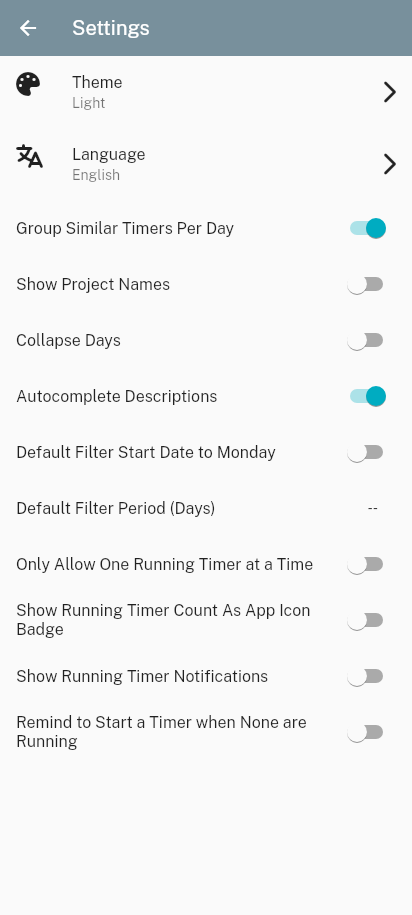 Settings
Theme
Light
Language
English
Group Similar Timers Per Day
Show Project Names
Collapse Days
Autocomplete Descriptions
Default Filter Start Date to Monday
Default Filter Period (Days) --
Only Allow One Running Timer at a Time
Show Running Timer Count As App Icon
Badge
Show Running Timer Notifications
Remind to Start a Timer when None are
Running